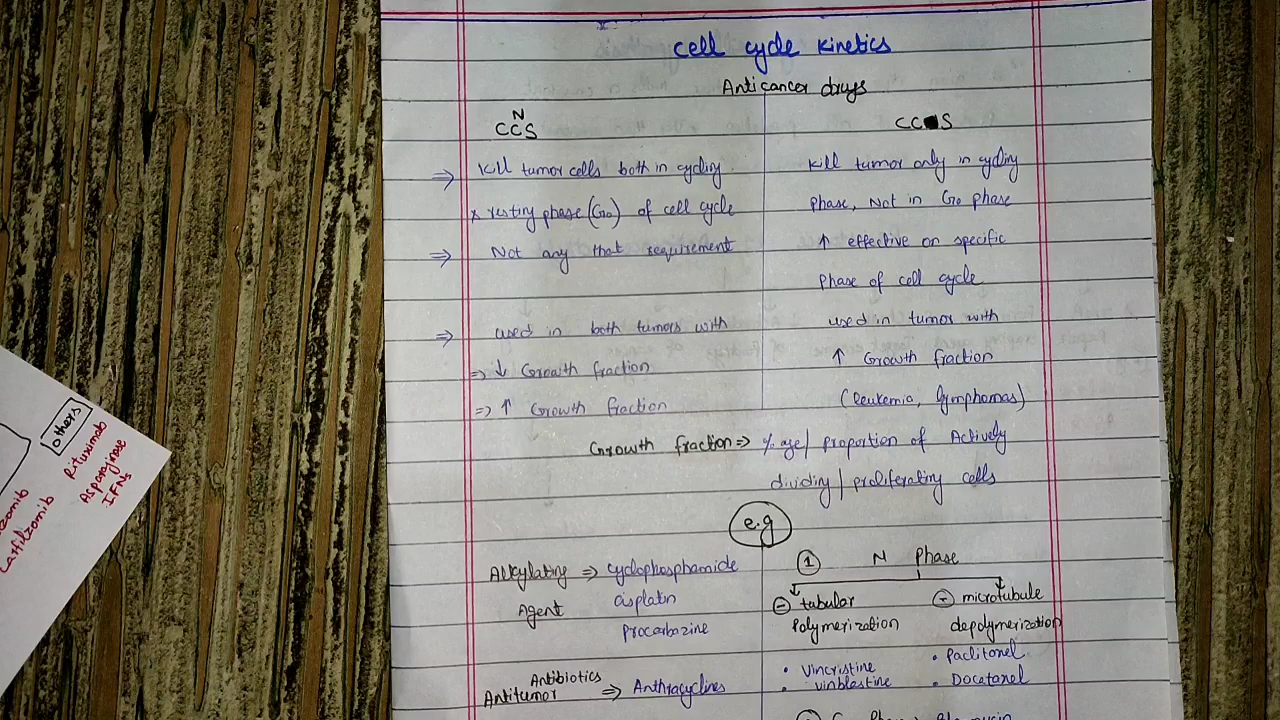 Cell cycle kinetics
Anticancer drugs
N
CCS
⇒ Kill tumor cells both in cycling
& resting phase (G0) of cell cycle
⇒ Not any that requirement
⇒ used in both tumors with
⇒ ↓ Growth fraction
⇒ ↑ Growth fraction
CCS
Kill tumor only in cycling
phase, Not in G0 phase
↑ effective on specific
Phase of cell cycle
used in tumor with
↑ Growth fraction
(leukemia, lymphomas)
Growth fraction ⇒ % age/ proportion of Actively
dividing / proliferating cells
e.g
Alkylating ⇒ cyclophosphamide
Agent cisplatin
Procarbazine
Antibiotics
Antitumor ⇒ Anthracyclines
① M Phase
⊖ tubular
Polymerization
• Vincristine
• vinblastine
⊖ microtubule
depolymerization
• Paclitaxel
• Docataxel
others
Rituximab
Asparaginase
IFNs
Carfilzomib